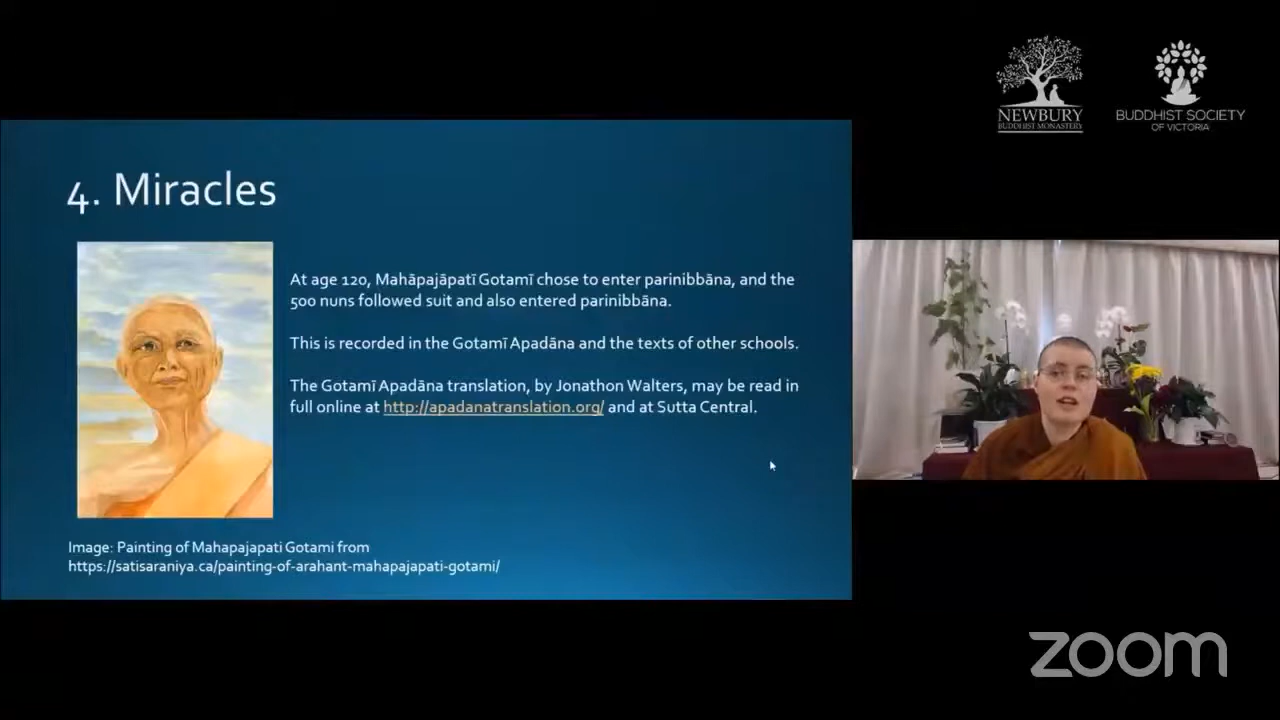 NEWBURY
BUDDHIST MONASTERY
BUDDHIST SOCIETY
OF VICTORIA
4. Miracles
At age 120, Mahāpajāpatī Gotamī chose to enter parinibbāna, and the
500 nuns followed suit and also entered parinibbāna.
This is recorded in the Gotamī Apadāna and the texts of other schools.
The Gotamī Apadāna translation, by Jonathon Walters, may be read in
full online at http://apadanatranslation.org/ and at Sutta Central.
Image: Painting of Mahapajapati Gotami from
https://satisaraniya.ca/painting-of-arahant-mahapajapati-gotami/
zoom